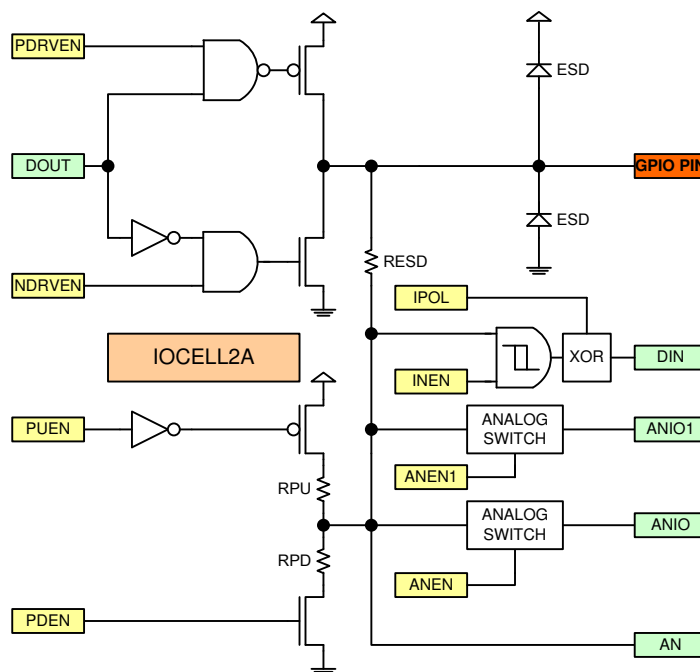 PDRVEN
ESD
DOUT
GPIO PIN
ESD
RESD
NDRVEN
IPOL
IOCELL2A
XOR
DIN
INEN
PUEN
ANALOG
SWITCH
ANIO1
ANEN1
RPU
ANALOG
SWITCH
ANIO
RPD
ANEN
PDEN
AN